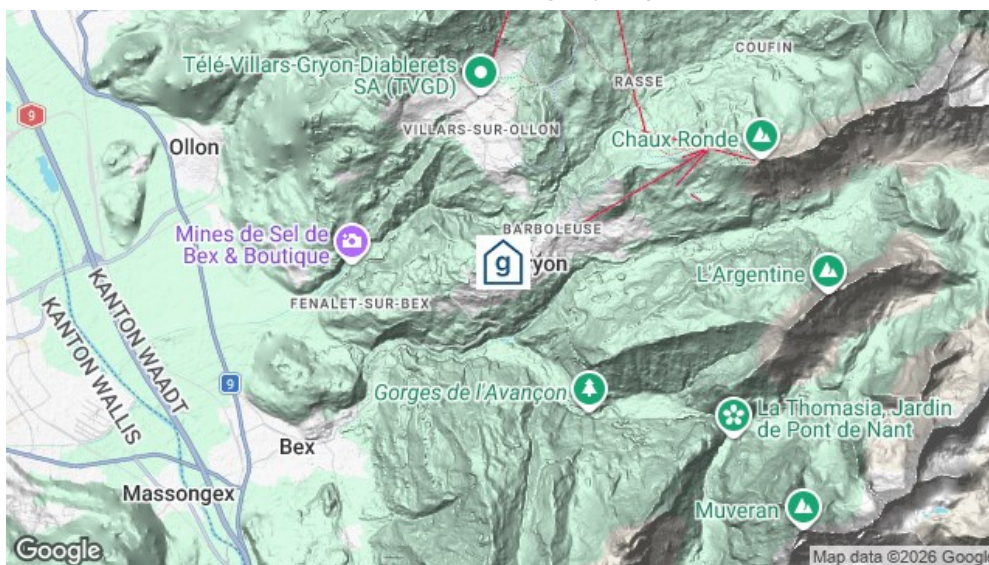 COUFIN
Télé-Villars-Gryon-Diablerets
SA (TVGD)
RASSE
9
VILLARS-SUR-OLLON
Chaux Ronde
Ollon
BARBOLEUSE
Mines de Sel de
Bex & Boutique
g
yon
L'Argentine
FENALET-SUR-BEX
KANTON WAADT
KANTON WALLIS
9
Gorges de l'Avançon
La Thomasia, Jardin
de Pont de Nant
Bex
Massongex
Muveran
Google
Map data ©2026 Google